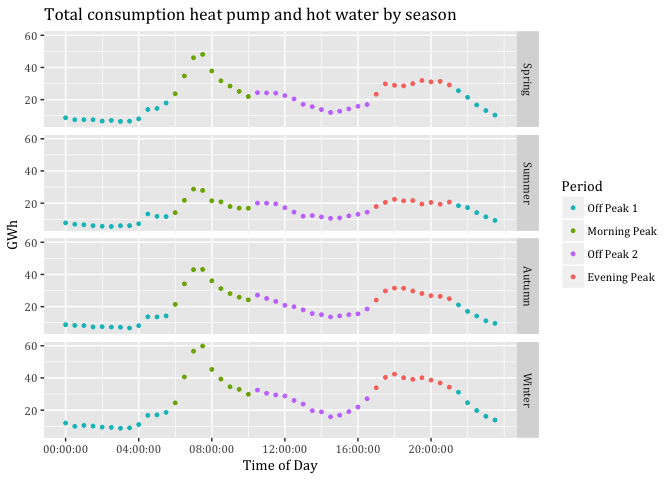 Total consumption heat pump and hot water by season
60
40
20
Spring
60
40
20
Summer
60
40
20
Autumn
60
40
20
Winter
GWh
00:00:00 04:00:00 08:00:00 12:00:00 16:00:00 20:00:00
Time of Day
Period
Off Peak 1
Morning Peak
Off Peak 2
Evening Peak